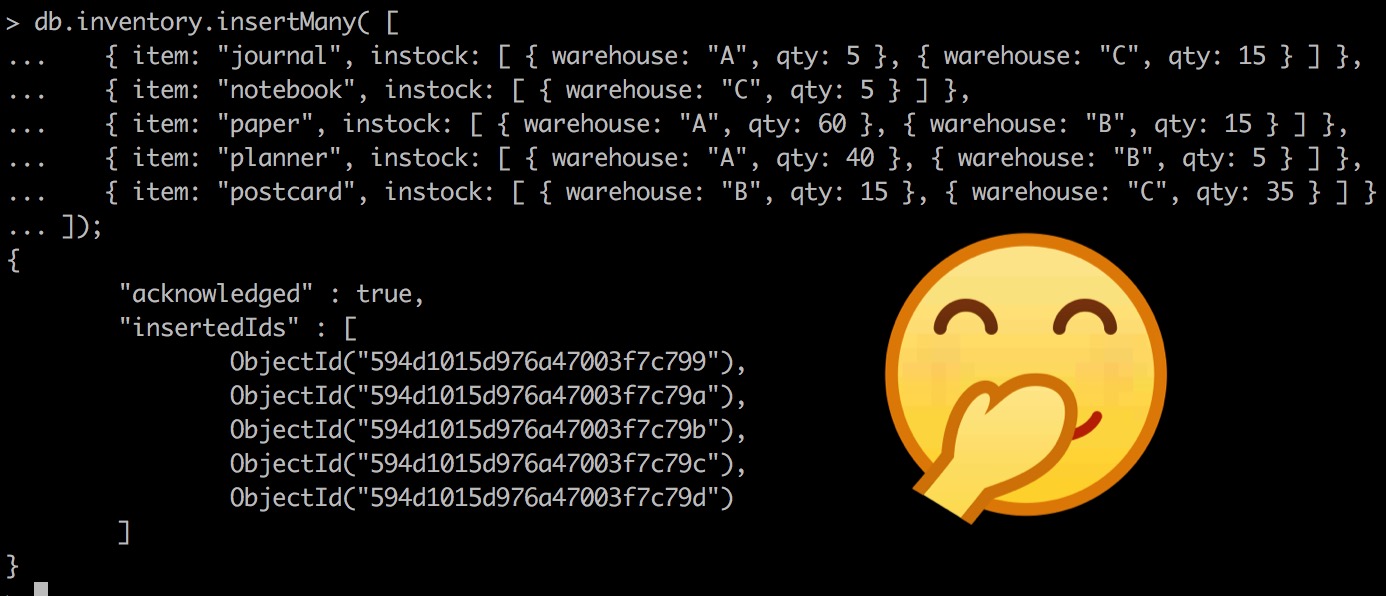 > db.inventory.insertMany( [
...    { item: "journal", instock: [ { warehouse: "A", qty: 5 }, { warehouse: "C", qty: 15 } ] },
...    { item: "notebook", instock: [ { warehouse: "C", qty: 5 } ] },
...    { item: "paper", instock: [ { warehouse: "A", qty: 60 }, { warehouse: "B", qty: 15 } ] },
...    { item: "planner", instock: [ { warehouse: "A", qty: 40 }, { warehouse: "B", qty: 5 } ] },
...    { item: "postcard", instock: [ { warehouse: "B", qty: 15 }, { warehouse: "C", qty: 35 } ] }
... ]);
{
        "acknowledged" : true,
        "insertedIds" : [
                ObjectId("594d1015d976a47003f7c799"),
                ObjectId("594d1015d976a47003f7c79a"),
                ObjectId("594d1015d976a47003f7c79b"),
                ObjectId("594d1015d976a47003f7c79c"),
                ObjectId("594d1015d976a47003f7c79d")
        ]
}